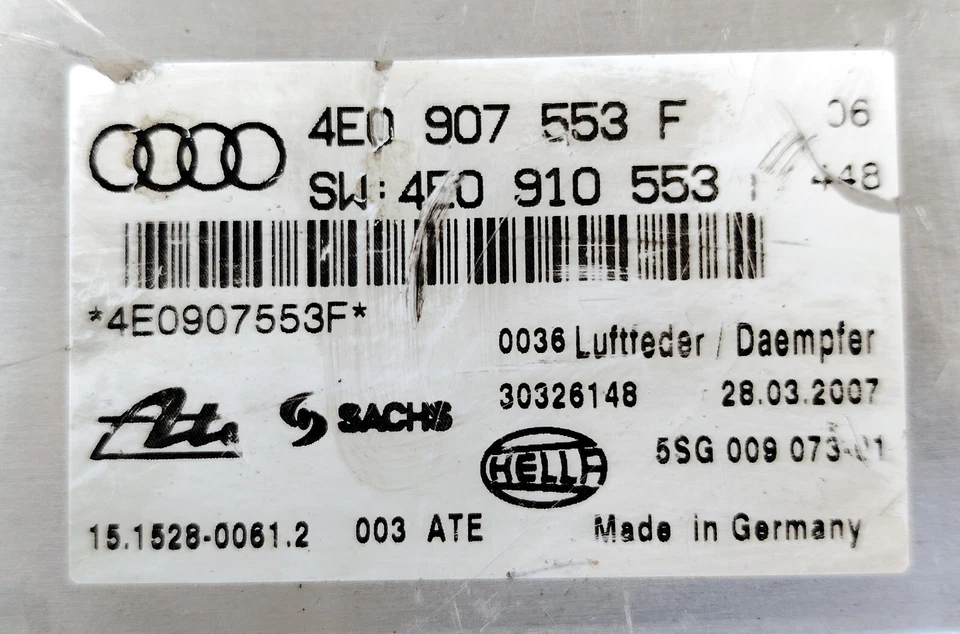 4E0 907 553 F 06
SW: 4E0 910 553 448
*4E0907553F*
0036 Luftfeder / Daempfer
30326148 28.03.2007
Ate SACHS HELLA 5SG 009 073-
15.1528-0061.2 003 ATE Made in Germany